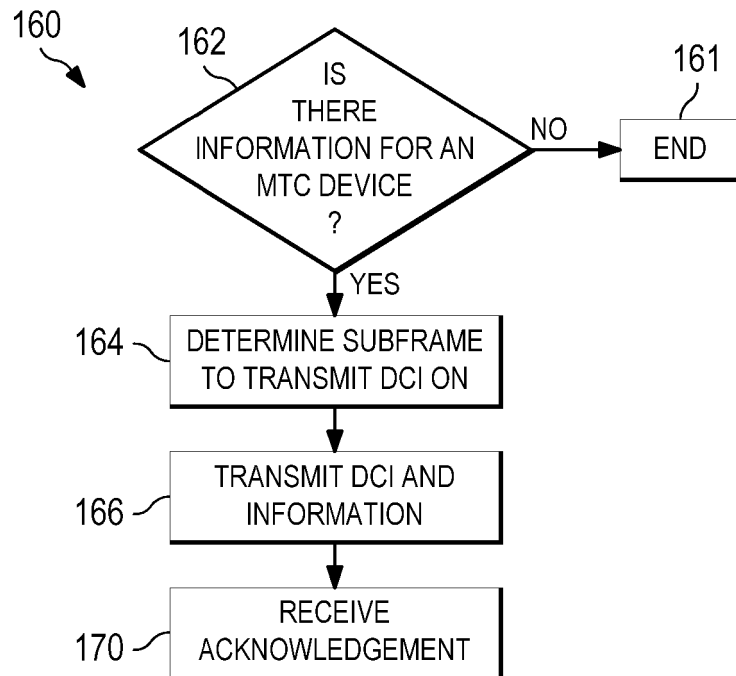 160
162
IS
THERE
INFORMATION FOR AN
MTC DEVICE
?
NO
161
END
YES
164
DETERMINE SUBFRAME
TO TRANSMIT DCI ON
166
TRANSMIT DCI AND
INFORMATION
170
RECEIVE
ACKNOWLEDGEMENT